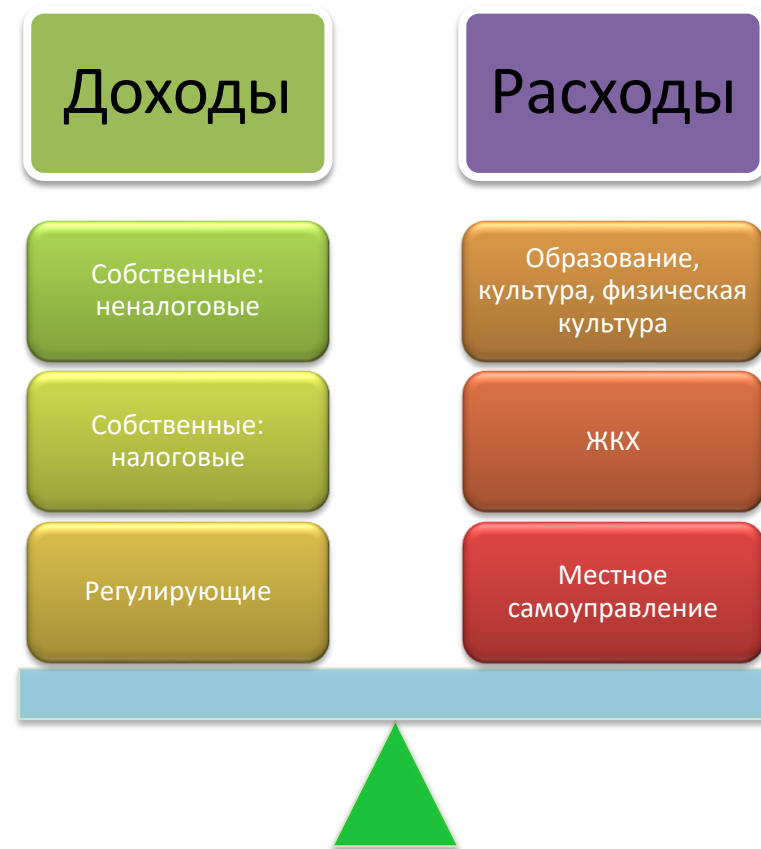 Доходы
Расходы
Собственные:
неналоговые
Образование,
культура, физическая
культура
Собственные:
налоговые
ЖКХ
Регулирующие
Местное
самоуправление